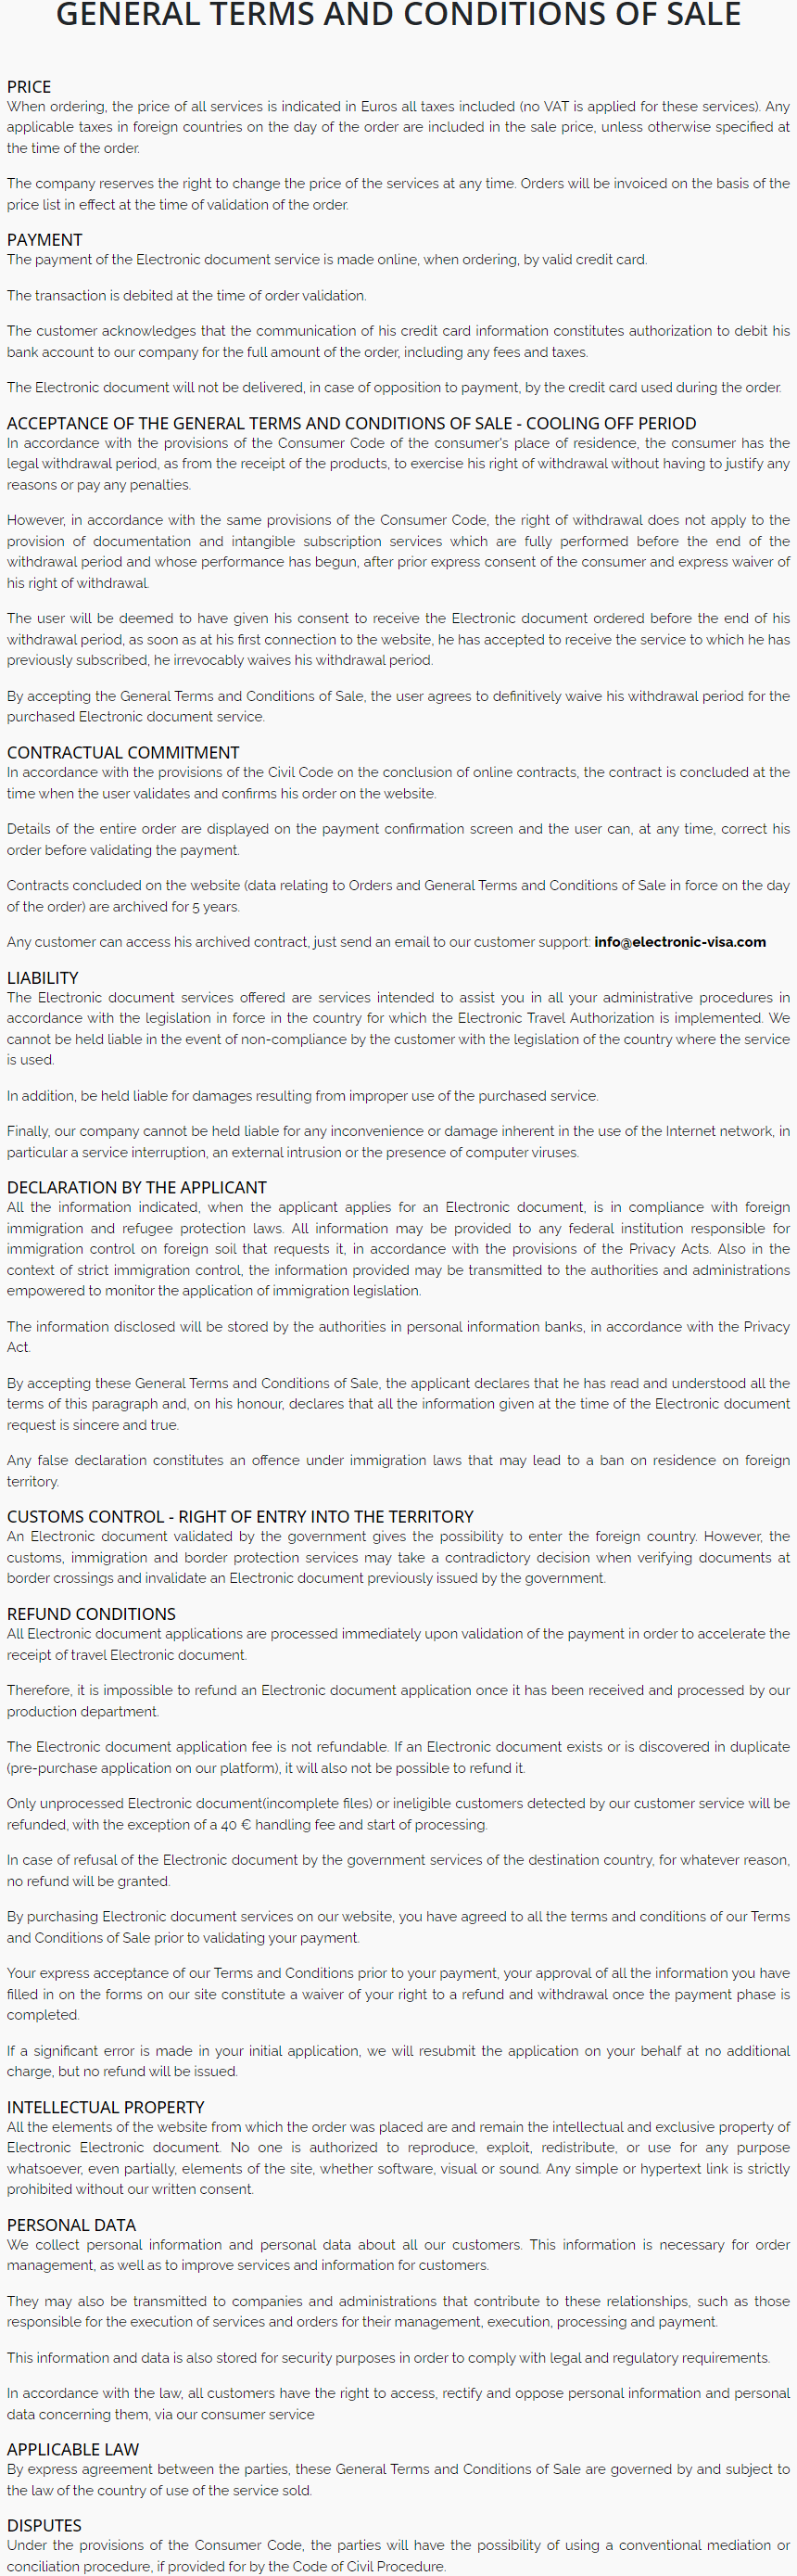 GENERAL TERMS AND CONDITIONS OF SALE
PRICE
When ordering, the price of all services is indicated in Euros all taxes included (no VAT is applied for these services). Any
applicable taxes in foreign countries on the day of the order are included in the sale price, unless otherwise specified at
the time of the order.
The company reserves the right to change the price of the services at any time. Orders will be invoiced on the basis of the
price list in effect at the time of validation of the order.
PAYMENT
The payment of the Electronic document service is made online, when ordering, by valid credit card.
The transaction is debited at the time of order validation.
The customer acknowledges that the communication of his credit card information constitutes authorization to debit his
bank account to our company for the full amount of the order, including any fees and taxes.
The Electronic document will not be delivered, in case of opposition to payment, by the credit card used during the order.
ACCEPTANCE OF THE GENERAL TERMS AND CONDITIONS OF SALE - COOLING OFF PERIOD
In accordance with the provisions of the Consumer Code of the consumer's place of residence, the consumer has the
legal withdrawal period, as from the receipt of the products, to exercise his right of withdrawal without having to justify any
reasons or pay any penalties.
However, in accordance with the same provisions of the Consumer Code, the right of withdrawal does not apply to the
provision of documentation and intangible subscription services which are fully performed before the end of the
withdrawal period and whose performance has begun, after prior express consent of the consumer and express waiver of
his right of withdrawal.
The user will be deemed to have given his consent to receive the Electronic document ordered before the end of his
withdrawal period, as soon as at his first connection to the website, he has accepted to receive the service to which he has
previously subscribed, he irrevocably waives his withdrawal period.
By accepting the General Terms and Conditions of Sale, the user agrees to definitively waive his withdrawal period for the
purchased Electronic document service.
CONTRACTUAL COMMITMENT
In accordance with the provisions of the Civil Code on the conclusion of online contracts, the contract is concluded at the
time when the user validates and confirms his order on the website.
Details of the entire order are displayed on the payment confirmation screen and the user can, at any time, correct his
order before validating the payment.
Contracts concluded on the website (data relating to Orders and General Terms and Conditions of Sale in force on the day
of the order) are archived for 5 years.
Any customer can access his archived contract, just send an email to our customer support: info@electronic-visa.com
LIABILITY
The Electronic document services offered are services intended to assist you in all your administrative procedures in
accordance with the legislation in force in the country for which the Electronic Travel Authorization is implemented. We
cannot be held liable in the event of non-compliance by the customer with the legislation of the country where the service
is used.
In addition, be held liable for damages resulting from improper use of the purchased service.
Finally, our company cannot be held liable for any inconvenience or damage inherent in the use of the Internet network, in
particular a service interruption, an external intrusion or the presence of computer viruses.
DECLARATION BY THE APPLICANT
All the information indicated, when the applicant applies for an Electronic document, is in compliance with foreign
immigration and refugee protection laws. All information may be provided to any federal institution responsible for
immigration control on foreign soil that requests it, in accordance with the provisions of the Privacy Acts. Also in the
context of strict immigration control, the information provided may be transmitted to the authorities and administrations
empowered to monitor the application of immigration legislation.
The information disclosed will be stored by the authorities in personal information banks, in accordance with the Privacy
Act.
By accepting these General Terms and Conditions of Sale, the applicant declares that he has read and understood all the
terms of this paragraph and, on his honour, declares that all the information given at the time of the Electronic document
request is sincere and true.
Any false declaration constitutes an offence under immigration laws that may lead to a ban on residence on foreign
territory.
CUSTOMS CONTROL - RIGHT OF ENTRY INTO THE TERRITORY
An Electronic document validated by the government gives the possibility to enter the foreign country. However, the
customs, immigration and border protection services may take a contradictory decision when verifying documents at
border crossings and invalidate an Electronic document previously issued by the government.
REFUND CONDITIONS
All Electronic document applications are processed immediately upon validation of the payment in order to accelerate the
receipt of travel Electronic document.
Therefore, it is impossible to refund an Electronic document application once it has been received and processed by our
production department.
The Electronic document application fee is not refundable. If an Electronic document exists or is discovered in duplicate
(pre-purchase application on our platform), it will also not be possible to refund it.
Only unprocessed Electronic document(incomplete files) or ineligible customers detected by our customer service will be
refunded, with the exception of a 40 € handling fee and start of processing.
In case of refusal of the Electronic document by the government services of the destination country, for whatever reason,
no refund will be granted.
By purchasing Electronic document services on our website, you have agreed to all the terms and conditions of our Terms
and Conditions of Sale prior to validating your payment.
Your express acceptance of our Terms and Conditions prior to your payment, your approval of all the information you have
filled in on the forms on our site constitute a waiver of your right to a refund and withdrawal once the payment phase is
completed.
If a significant error is made in your initial application, we will resubmit the application on your behalf at no additional
charge, but no refund will be issued.
INTELLECTUAL PROPERTY
All the elements of the website from which the order was placed are and remain the intellectual and exclusive property of
Electronic Electronic document. No one is authorized to reproduce, exploit, redistribute, or use for any purpose
whatsoever, even partially, elements of the site, whether software, visual or sound. Any simple or hypertext link is strictly
prohibited without our written consent.
PERSONAL DATA
We collect personal information and personal data about all our customers. This information is necessary for order
management, as well as to improve services and information for customers.
They may also be transmitted to companies and administrations that contribute to these relationships, such as those
responsible for the execution of services and orders for their management, execution, processing and payment.
This information and data is also stored for security purposes in order to comply with legal and regulatory requirements.
In accordance with the law, all customers have the right to access, rectify and oppose personal information and personal
data concerning them, via our consumer service
APPLICABLE LAW
By express agreement between the parties, these General Terms and Conditions of Sale are governed by and subject to
the law of the country of use of the service sold.
DISPUTES
Under the provisions of the Consumer Code, the parties will have the possibility of using a conventional mediation or
conciliation procedure, if provided for by the Code of Civil Procedure.